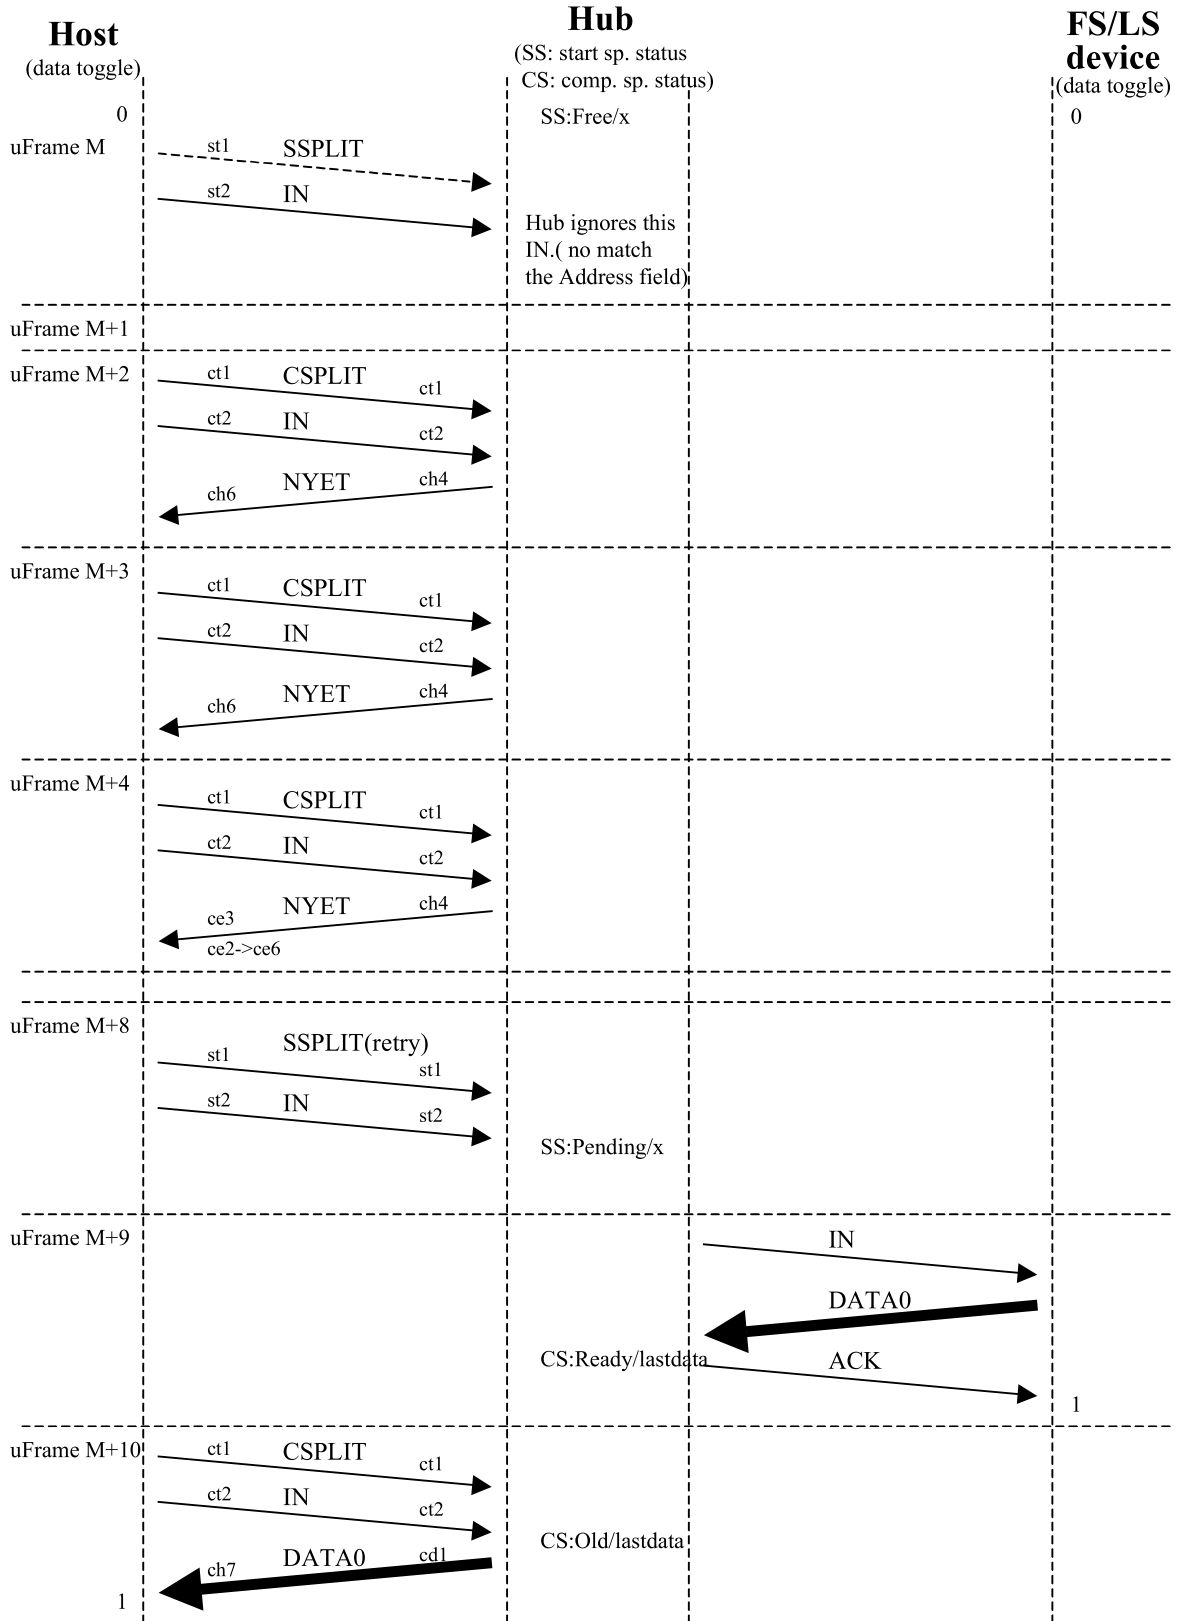 Host
(data toggle)
Hub
(SS: start sp. status
CS: comp. sp. status)
FS/LS
device
(data toggle)
0
SS:Free/x
0
uFrame M
st1 SSPLIT
st2 IN
Hub ignores this
IN.( no match
the Address field)
uFrame M+1
uFrame M+2
ct1 CSPLIT ct1
ct2 IN ct2
NYET ch4
ch6
uFrame M+3
ct1 CSPLIT ct1
ct2 IN ct2
NYET ch4
ch6
uFrame M+4
ct1 CSPLIT ct1
ct2 IN ct2
NYET ch4
ce3
ce2->ce6
uFrame M+8
SSPLIT(retry)
st1 st1
st2 IN st2
SS:Pending/x
uFrame M+9
IN
DATA0
CS:Ready/lastdata
ACK
1
uFrame M+10
ct1 CSPLIT ct1
ct2 IN ct2
CS:Old/lastdata
DATA0 cd1
ch7
1